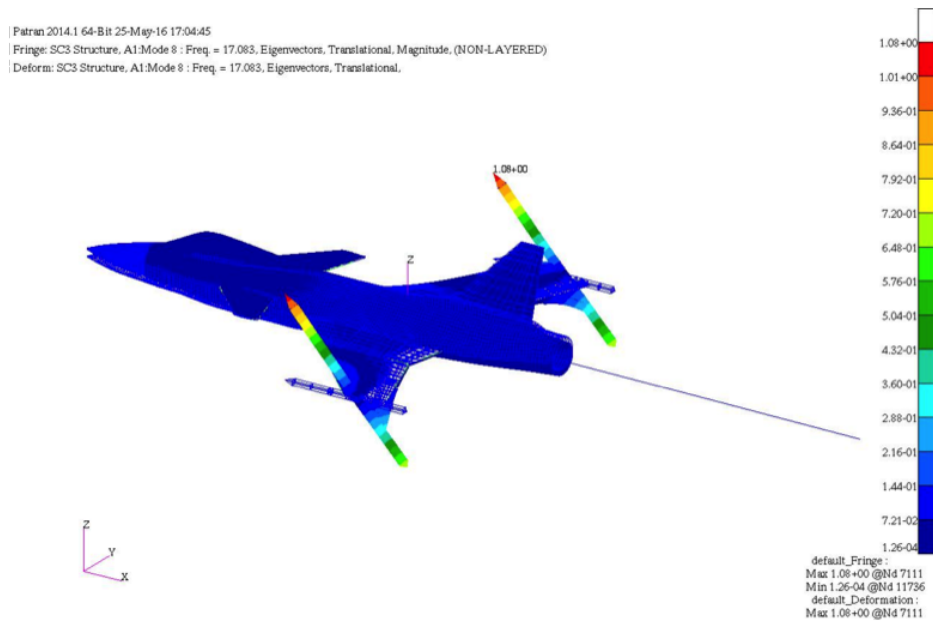 Patran 2014.1 64-Bit 25-May-16 17:04:45
Fringe: SC3 Structure, A1:Mode 8 : Freq. = 17.083, Eigenvectors, Translational, Magnitude, (NON-LAYERED)
Deform: SC3 Structure, A1:Mode 8 : Freq. = 17.083, Eigenvectors, Translational,
1.08+00
1.01+00
9.36-01
8.64-01
7.92-01
7.20-01
6.48-01
5.76-01
5.04-01
4.32-01
3.60-01
2.88-01
2.16-01
1.44-01
7.21-02
1.26-04
1.08+00
Z
Z
Y
X
default_Fringe :
Max 1.08+00 @Nd 7111
Min 1.26-04 @Nd 11736
default_Deformation :
Max 1.08+00 @Nd 7111